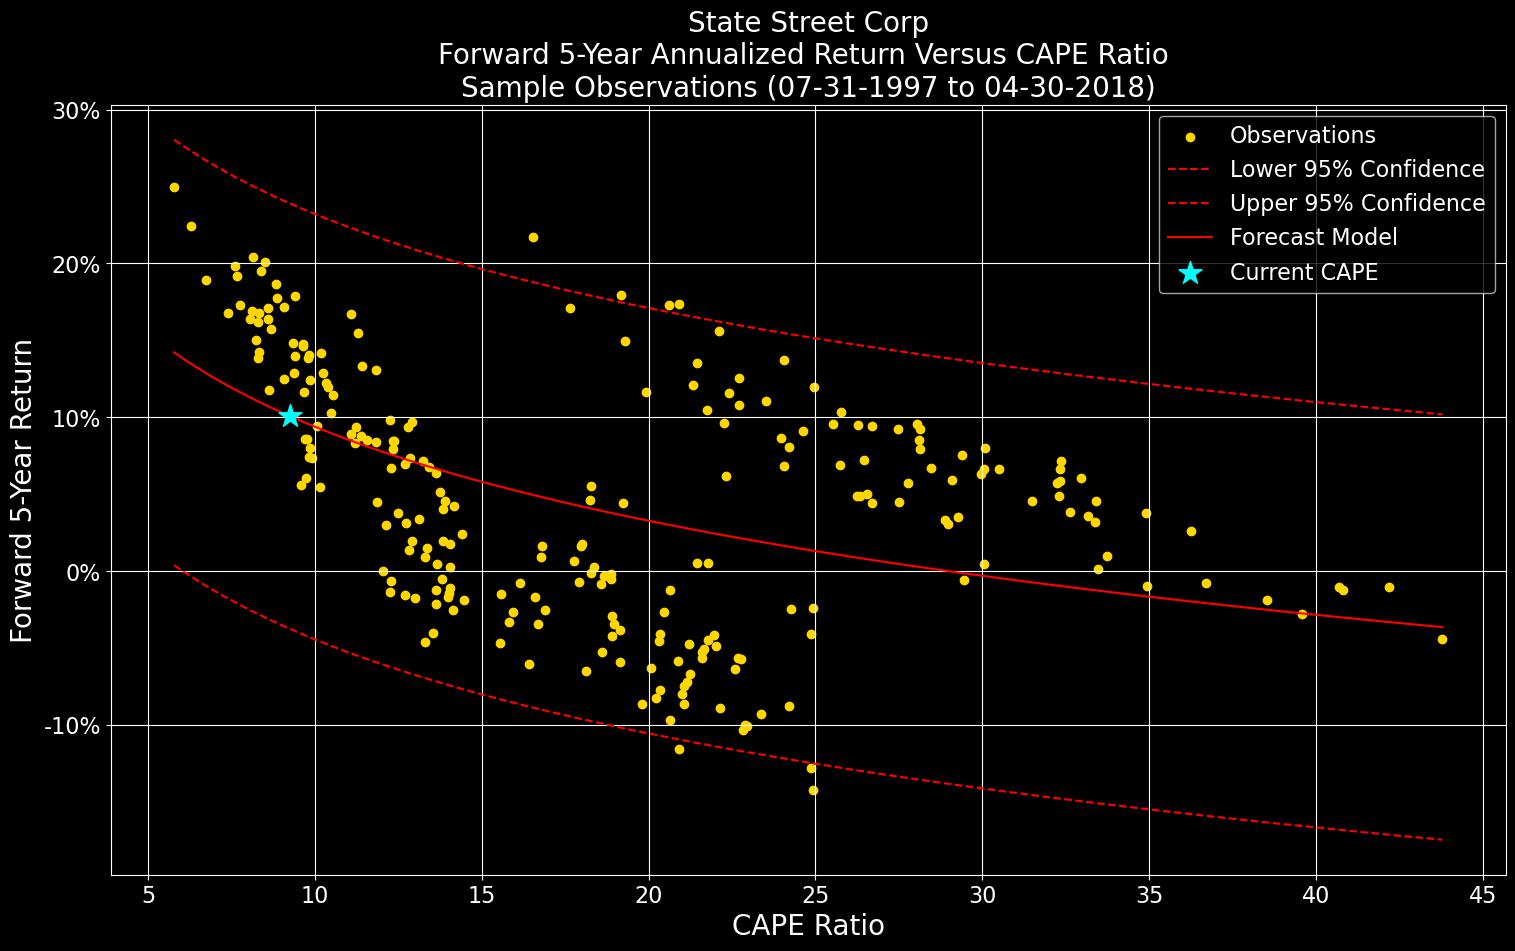 State Street Corp
Forward 5-Year Annualized Return Versus CAPE Ratio
Sample Observations (07-31-1997 to 04-30-2018)
Observations
Lower 95% Confidence
Upper 95% Confidence
Forecast Model
Current CAPE
Forward 5-Year Return
30%
20%
10%
0%
-10%
5 10 15 20 25 30 35 40 45
CAPE Ratio